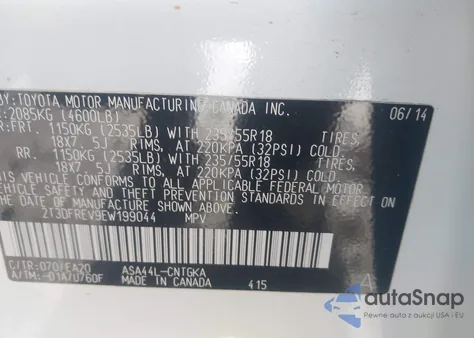 BY: TOYOTA MOTOR MANUFACTURING CANADA INC.
06/14
: 2085KG (4600LB)
:FRT. 1150KG (2535LB) WITH 235/55R18 TIRES
18X7. 5J RIMS, AT 220KPA (32PSI) COLD.
RR. 1150KG (2535LB) WITH 235/55R18 TIRES
18X7. 5J RIMS, AT 220KPA (32PSI) COLD.
THIS VEHICLE CONFORMS TO ALL APPLICABLE FEDERAL MOTOR
VEHICLE SAFETY AND THEFT PREVENTION STANDARDS IN EFFECT
ON THE DATE OF MANUFACTURE SHOWN ABOVE.
2T3DFREV9EW199044 MPV
C/TR:070/EA20 ASA44L-CNTGKA
A/TM:-01A/U760F MADE IN CANADA 415
A
autoSnap
Pewne auta z aukcji USA i EU